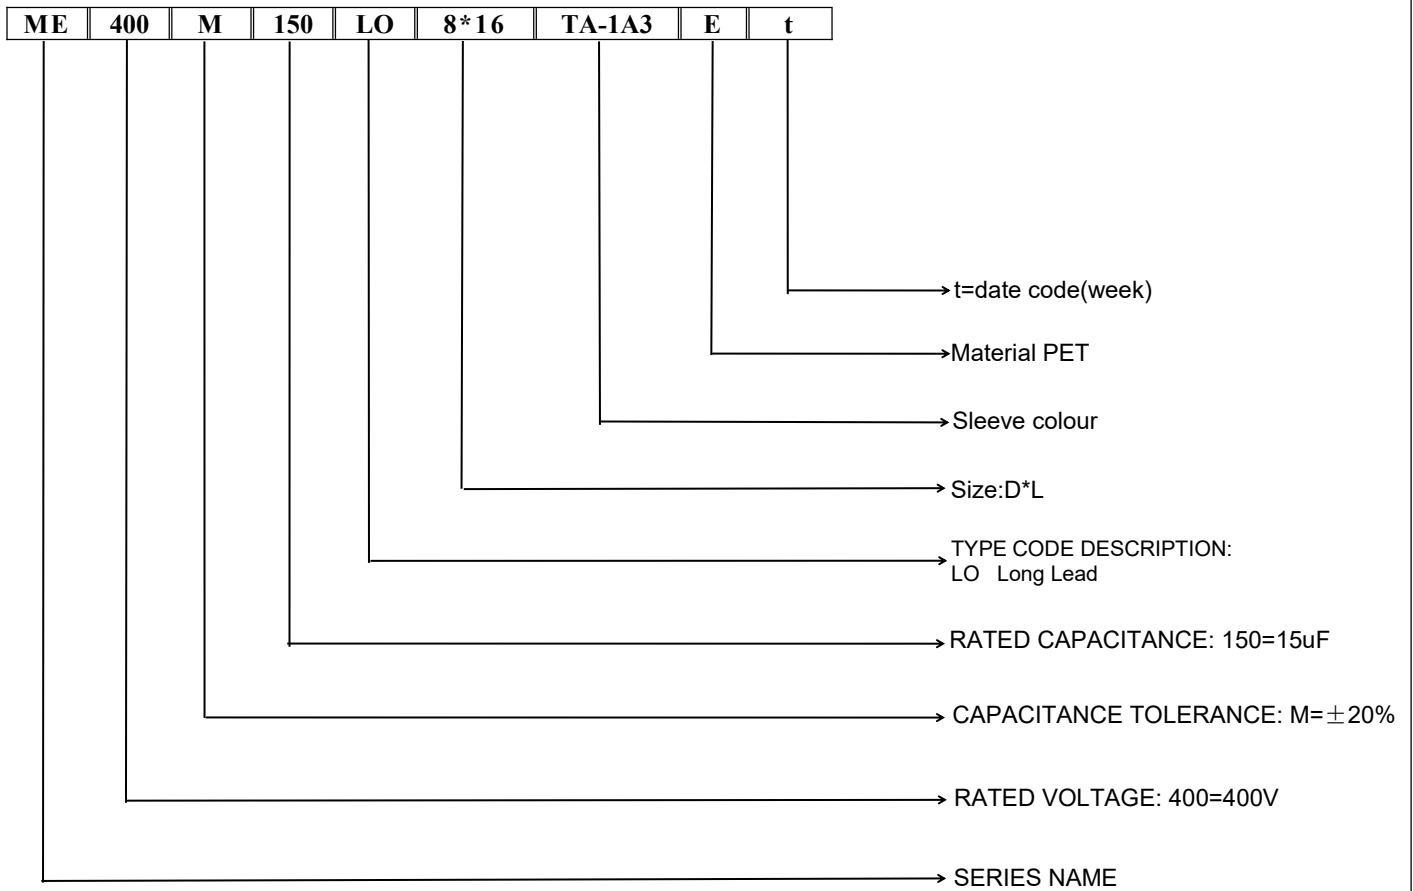 ME 400 M 150 LO 8*16 TA-1A3 E t
t=date code(week)
Material PET
Sleeve colour
Size:D*L
TYPE CODE DESCRIPTION:
LO Long Lead
RATED CAPACITANCE: 150=15uF
CAPACITANCE TOLERANCE: M=±20%
RATED VOLTAGE: 400=400V
SERIES NAME